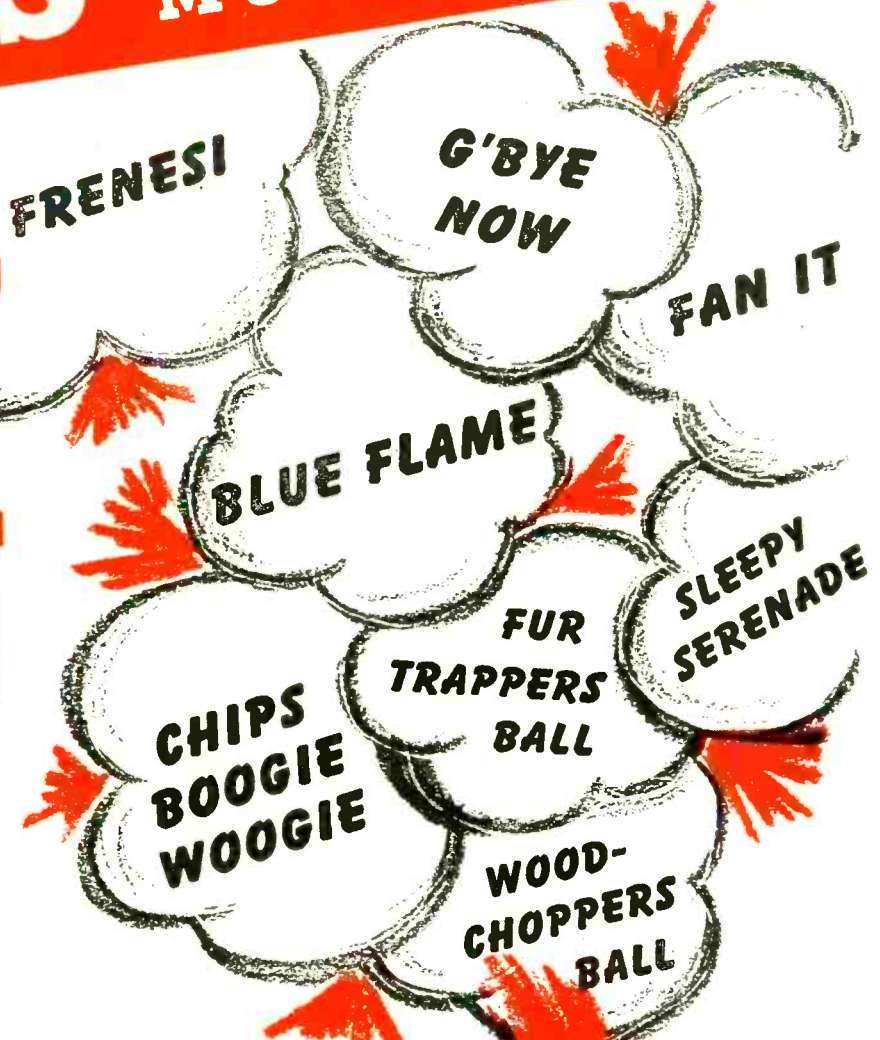 FRENESI
G'BYE
NOW
FAN IT
BLUE FLAME
SLEEPY
SERENADE
FUR
TRAPPERS
BALL
CHIPS
BOOGIE
WOOGIE
WOOD-
CHOPPERS
BALL